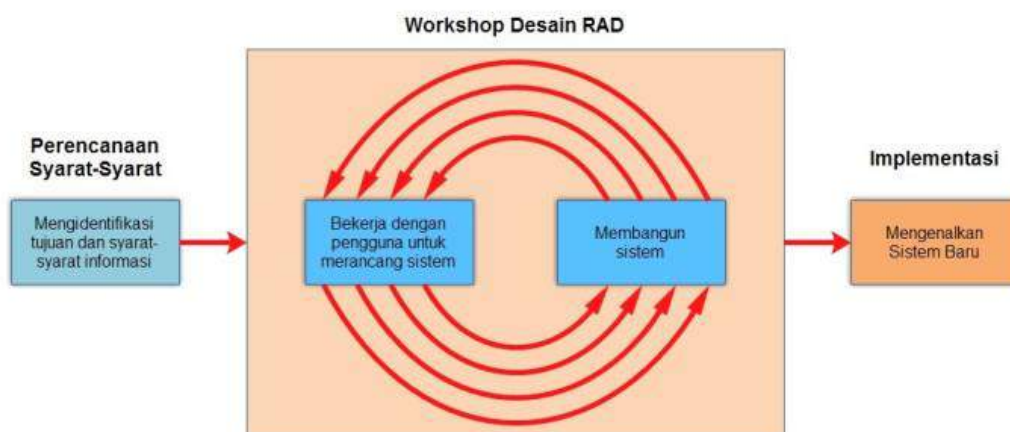 Workshop Desain RAD
Perencanaan
Syarat-Syarat
Mengidentifikasi
tujuan dan syarat-
syarat informasi
Bekerja dengan
pengguna untuk
merancang sistem
Membangun
sistem
Implementasi
Mengenalkan
Sistem Baru